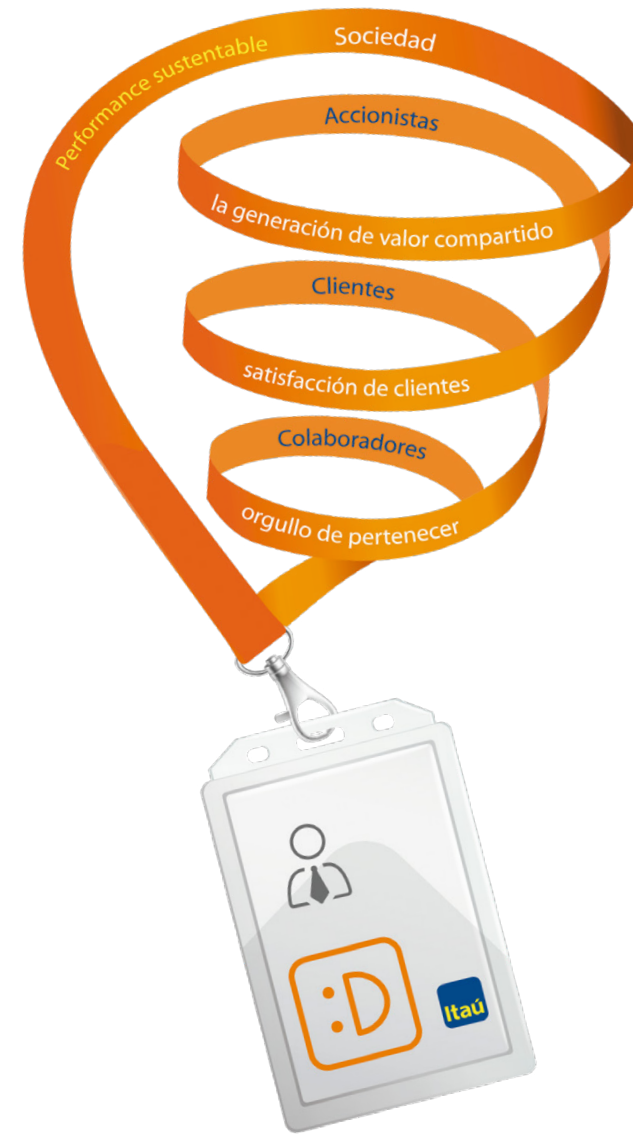 Performance sustentable
Sociedad
Accionistas
la generación de valor compartido
Clientes
satisfacción de clientes
Colaboradores
orgullo de pertenecer
:D
Itaú